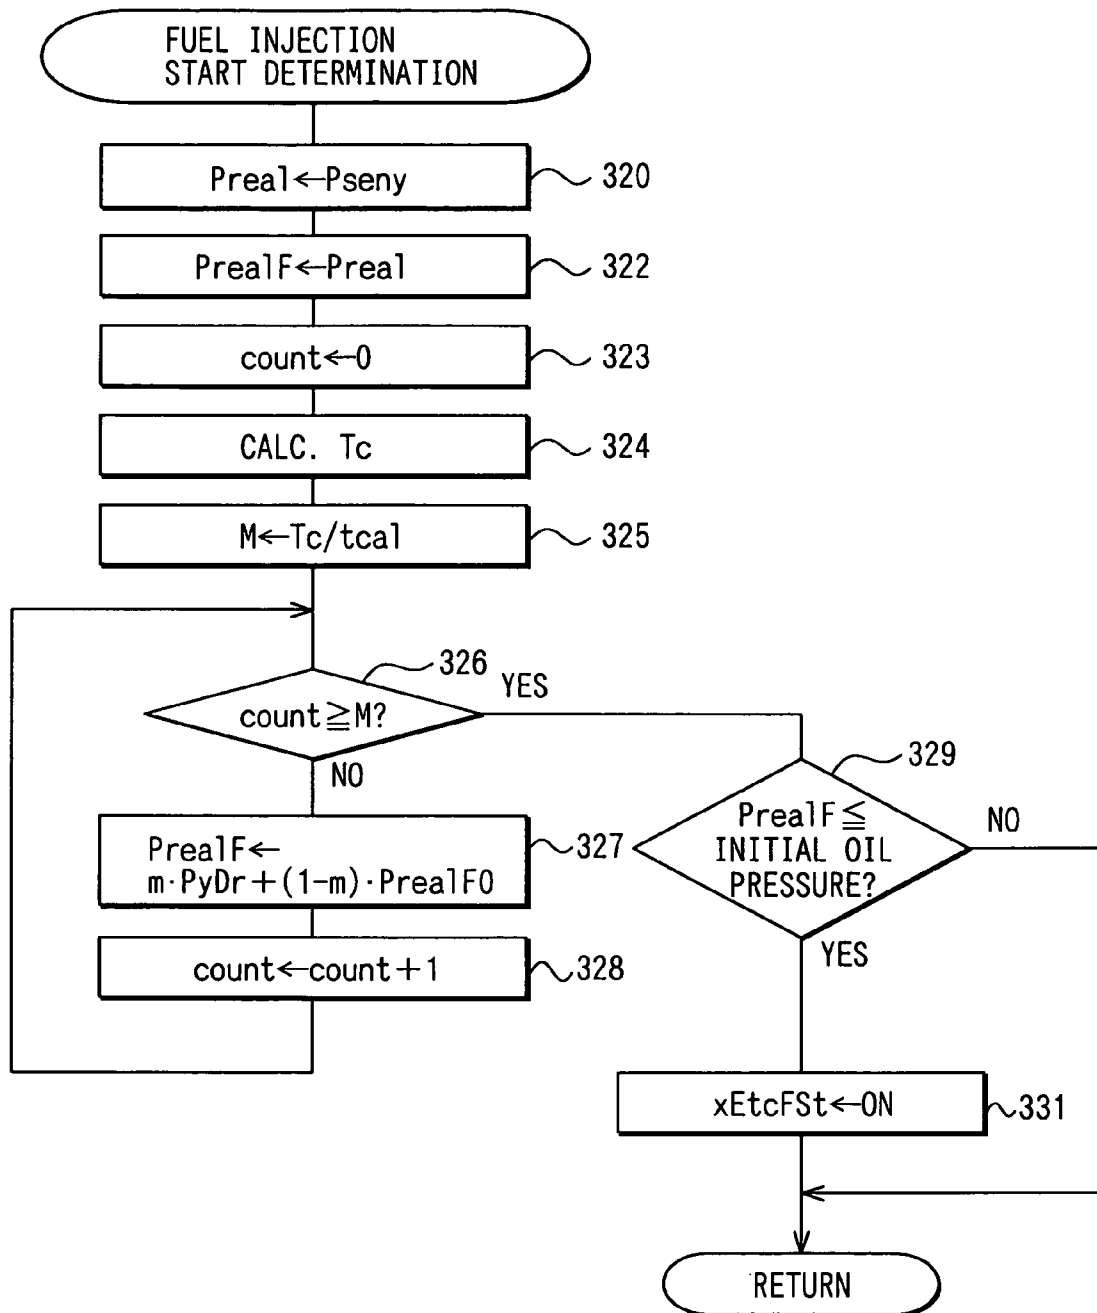 FUEL INJECTION
START DETERMINATION
Preal←Pseny
320
PrealF←Preal
322
count←0
323
CALC. Tc
324
M←Tc/tcal
325
326
YES
count≧M?
NO
329
PrealF≦
INITIAL OIL
PRESSURE?
NO
YES
PrealF←
m·PyDr+(1-m)·PrealF0
327
count←count+1
328
xEtcFSt←ON
331
RETURN